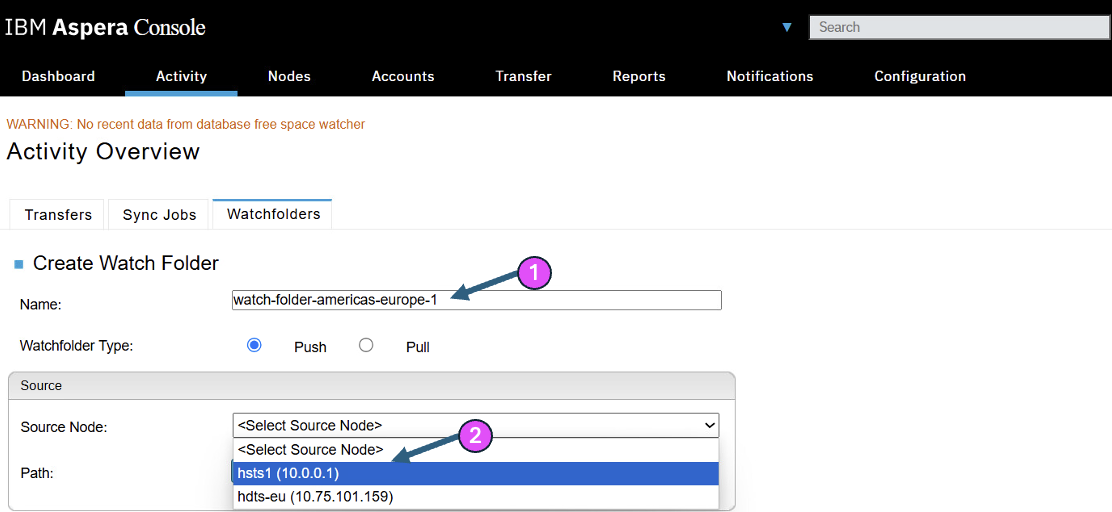 IBM Aspera Console
Search
Dashboard Activity Nodes Accounts Transfer Reports Notifications Configuration
WARNING: No recent data from database free space watcher
Activity Overview
Transfers Sync Jobs Watchfolders
Create Watch Folder
1
Name: watch-folder-americas-europe-1
Watchfolder Type: Push Pull
Source
Source Node: <Select Source Node>
2
<Select Source Node>
Path: hsts1 (10.0.0.1)
hdts-eu (10.75.101.159)